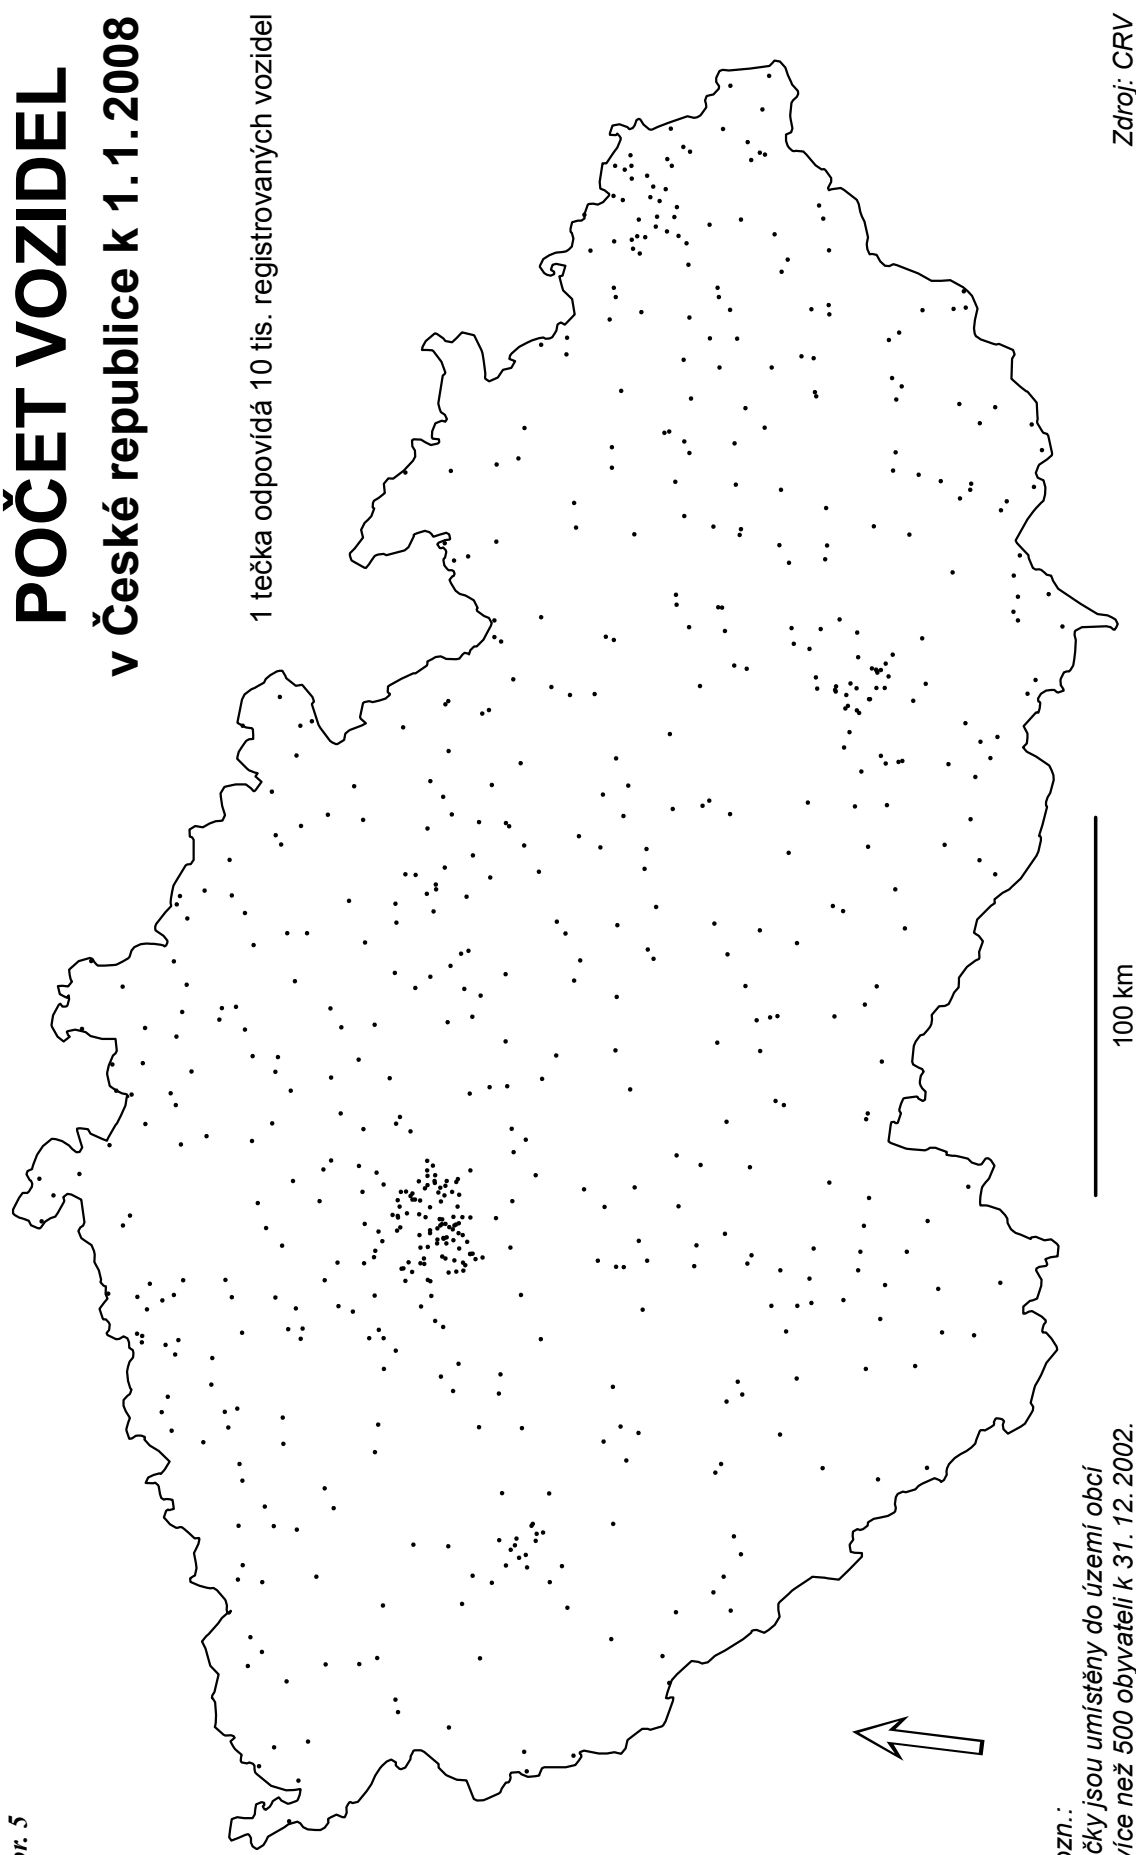 POČET VOZIDEL
v České republice k 1.1.2008
1 tečka odpovídá 10 tis. registrovaných vozidel
100 km
čky jsou umístěny do území obcí
více než 500 obyvateli k 31. 12. 2002.
Zdroj: CRV